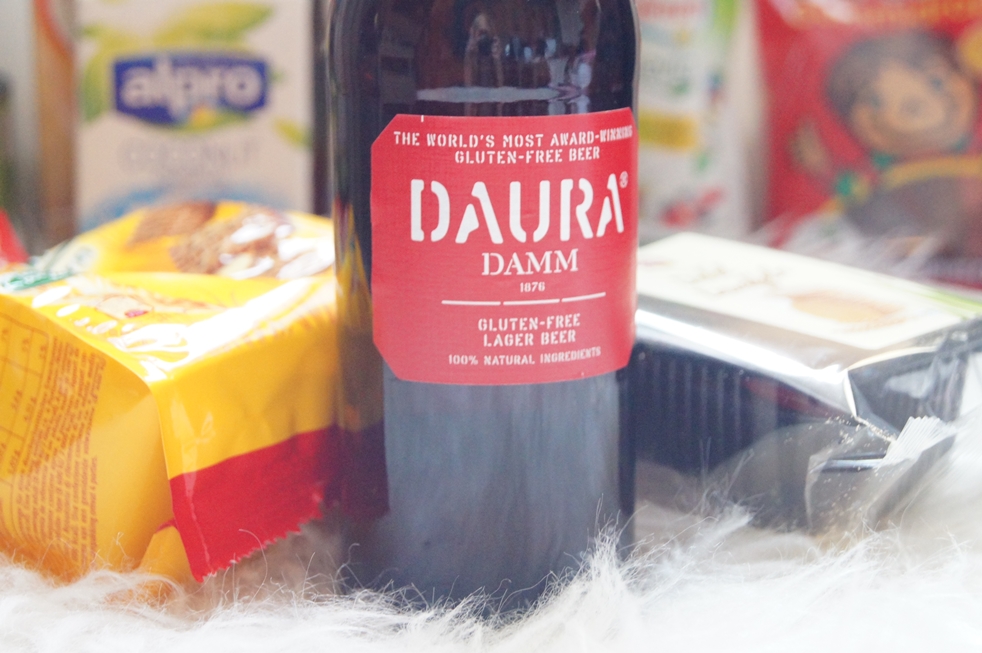 alpro
THE WORLD'S MOST AWARD-WINNING
GLUTEN-FREE BEER
DAURA®
DAMM
1876
GLUTEN-FREE
LAGER BEER
100% NATURAL INGREDIENTS